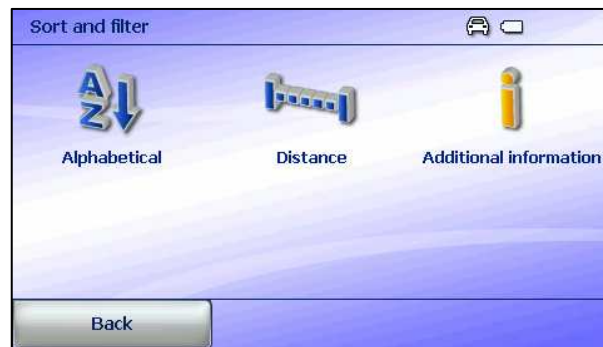 Sort and filter
A
Z
Alphabetical Distance Additional information
Back